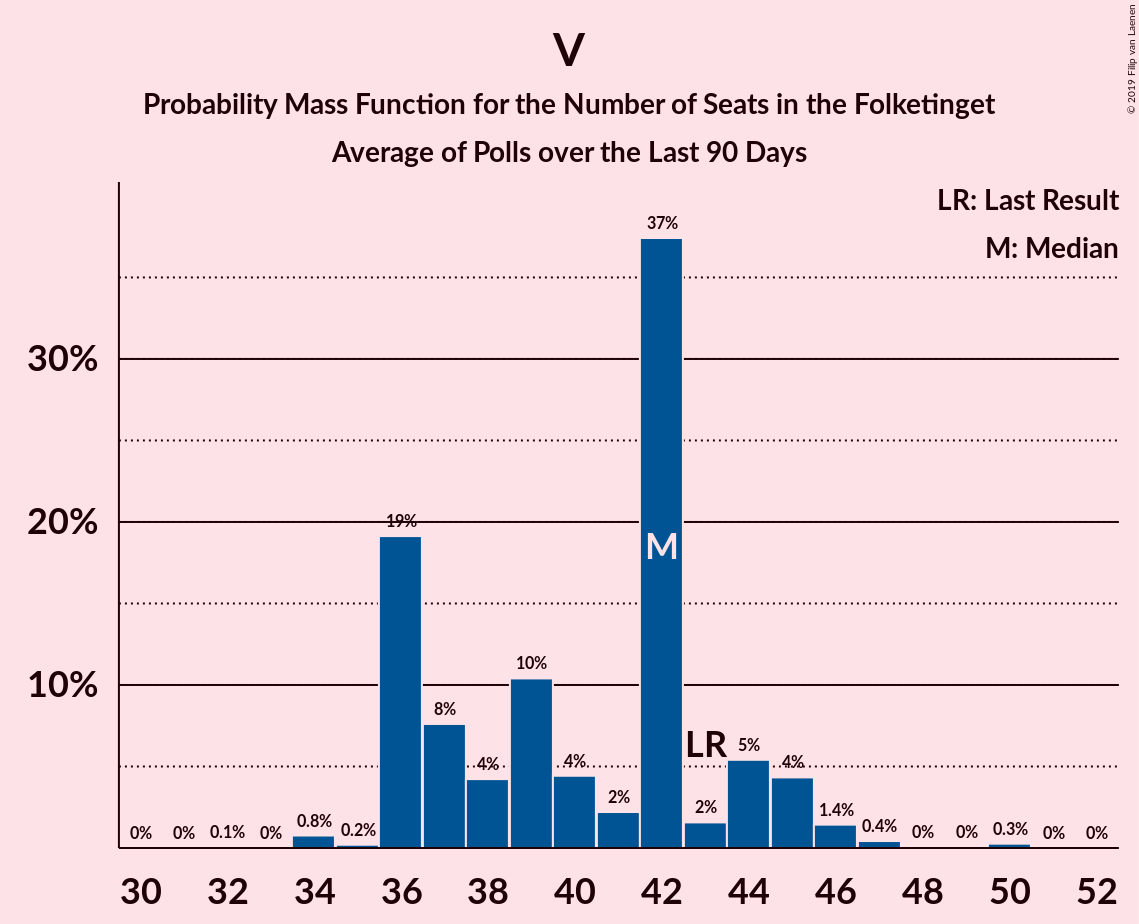 V
Probability Mass Function for the Number of Seats in the Folketinget
Average of Polls over the Last 90 Days
© 2019 Filip van Laenen
LR: Last Result
M: Median
30%
20%
10%
0%
0%
0.1%
0%
0.8%
0.2%
19%
8%
4%
10%
4%
2%
37%
M
2%
LR
5%
4%
1.4%
0.4%
0%
0%
0.3%
0%
0%
30 32 34 36 38 40 42 44 46 48 50 52